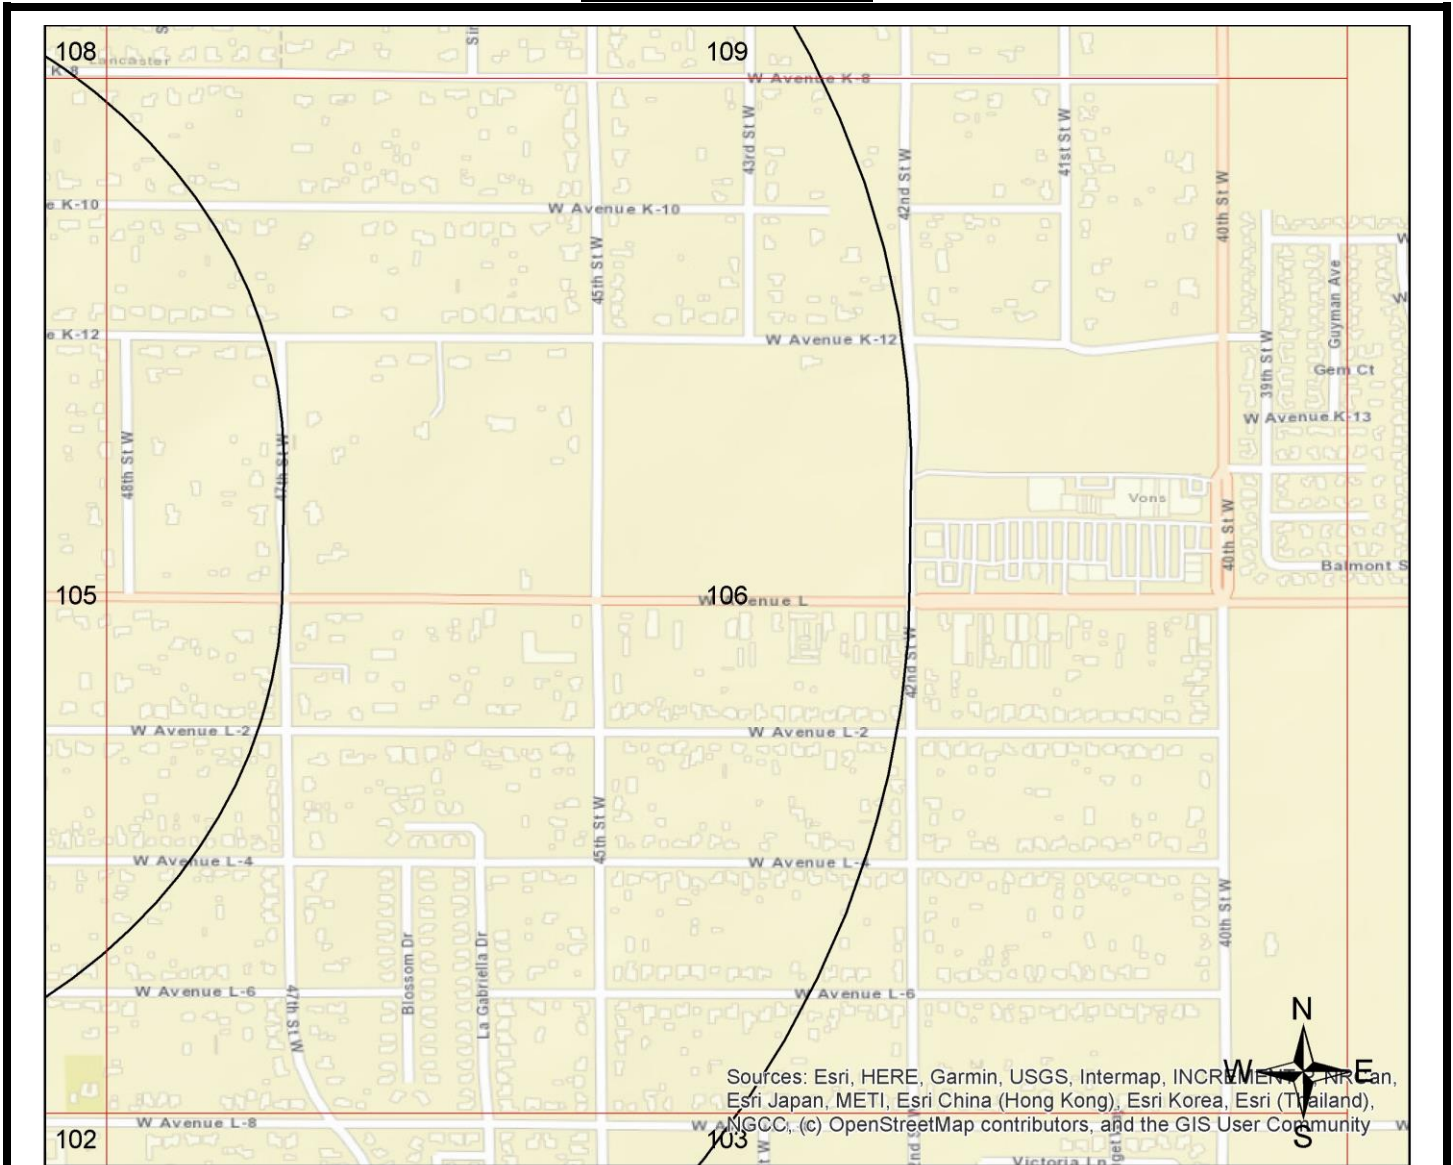 108
109
Lancaster
Sir
K-8
W Avenue K-8
43rd St W
41st St W
42nd St W
40th St W
e K-10
W Avenue K-10
45th St W
Guyman Ave
e K-12
W Avenue K-12
39th St W
Gem Ct
W Avenue K-13
48th St W
47th St W
Vons
40th St W
Balmont S
105
106
W Avenue L
42nd St W
W Avenue L-2
W Avenue L-2
45th St W
W Avenue L-4
W Avenue L-4
40th St W
Blossom Dr
La Gabriella Dr
W Avenue L-6
W Avenue L-6
47th St W
N
W
E
S
Sources: Esri, HERE, Garmin, USGS, Intermap, INCREMENT P, NRCan,
Esri Japan, METI, Esri China (Hong Kong), Esri Korea, Esri (Thailand),
NGCC, (c) OpenStreetMap contributors, and the GIS User Community
W Avenue L-8
102
103
t W
2nd S
Victoria Ln